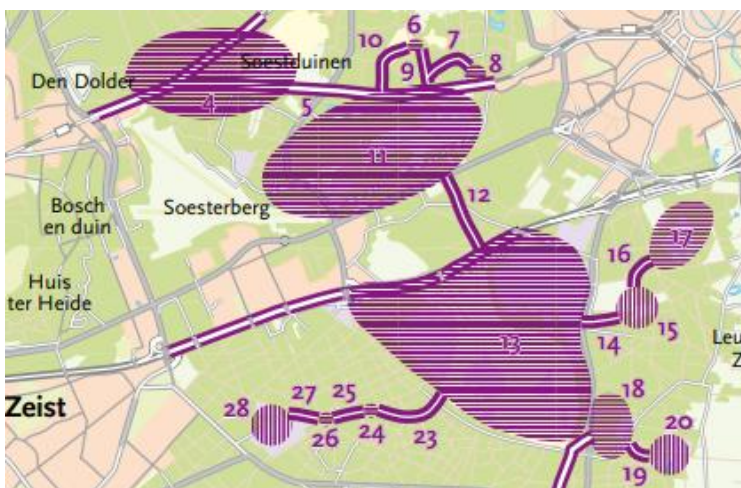 6
10
7
Soestduinen
9
8
Den Dolder
4
5
11
12
Bosch
en duin
Soesterberg
17
16
Huis
ter Heide
15
14
13
Leu
Z
18
Zeist
28
27
25
20
26
24
23
19